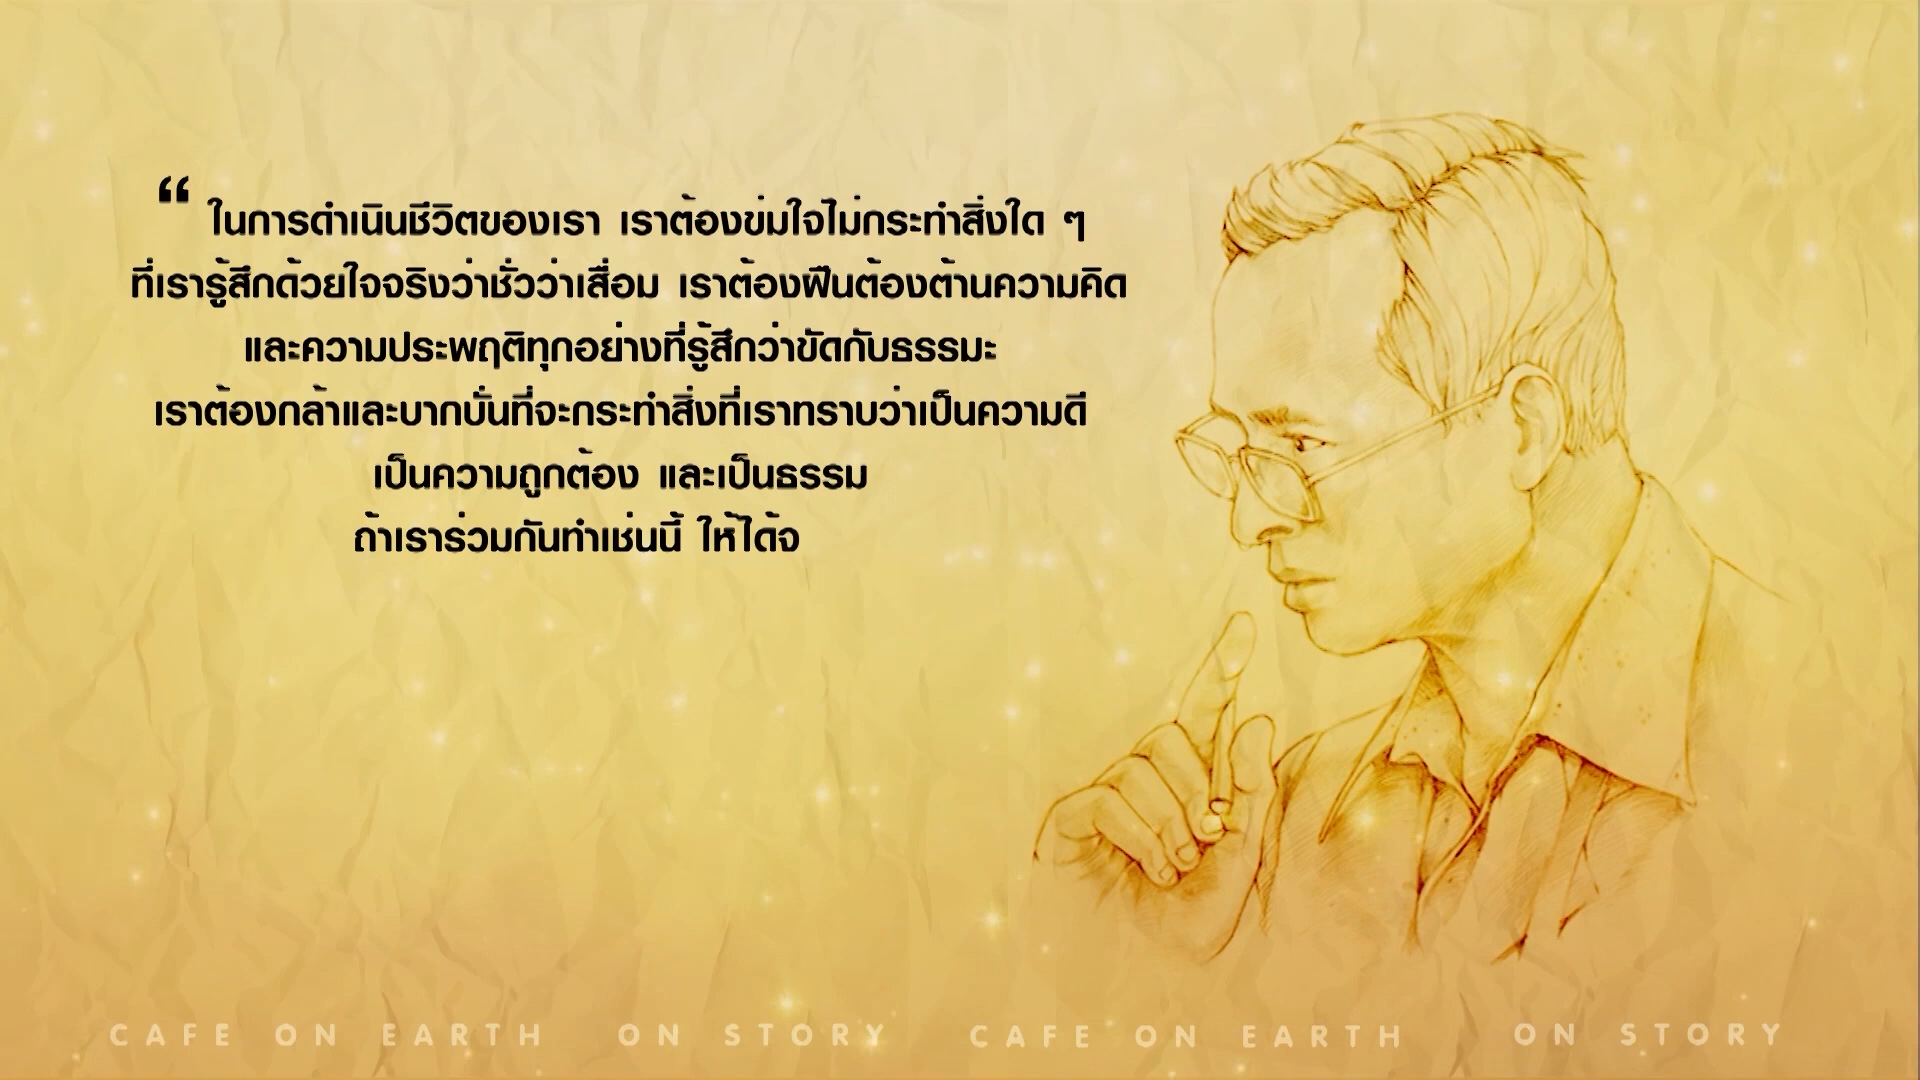 “ ในการดำเนินชีวิตของเรา เราต้องข่มใจไม่กระทำสิ่งใด ๆ
ที่เรารู้สึกด้วยใจจริงว่าชั่วว่าเสื่อม เราต้องฝืนต้องต้านความคิด
และความประพฤติทุกอย่างที่รู้สึกว่าขัดกับธรรมะ
เราต้องกล้าและบากบั่นที่จะกระทำสิ่งที่เราทราบว่าเป็นความดี
เป็นความถูกต้อง และเป็นธรรม
ถ้าเราร่วมกันทำเช่นนี้ ให้ได้จ
CAFE ON EARTH ON STORY CAFE ON EARTH ON STORY